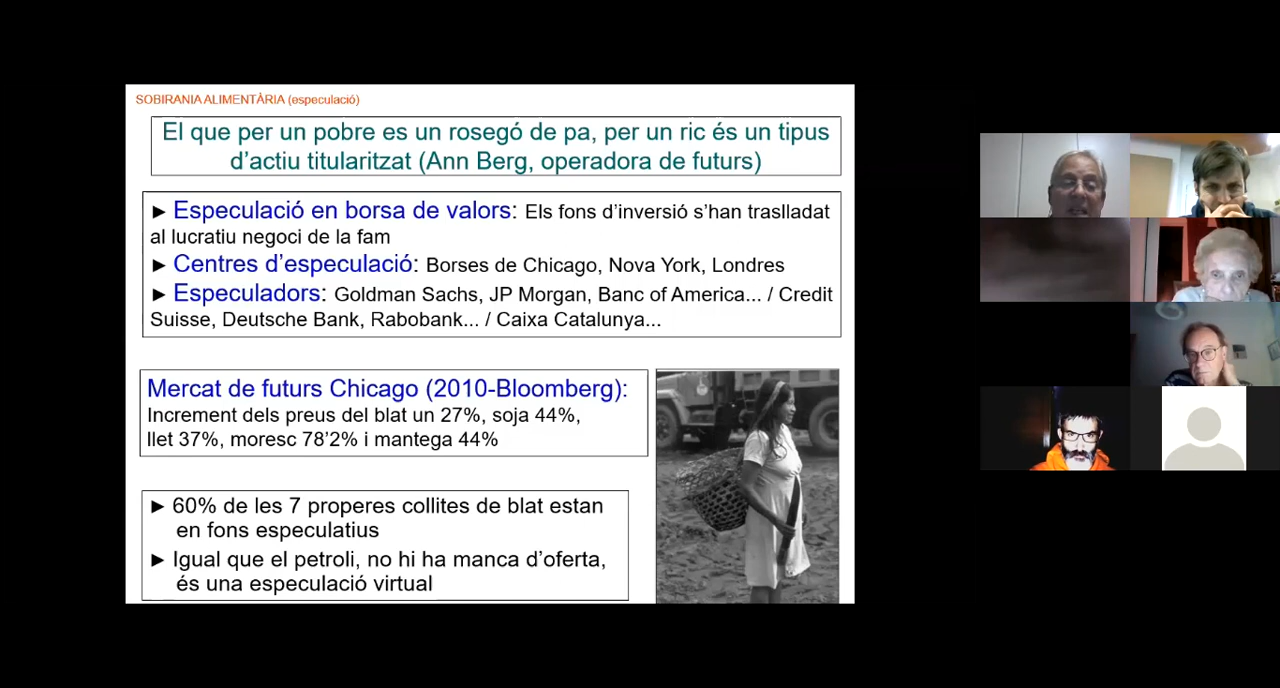 SOBIRANIA ALIMENTÀRIA (especulació)
El que per un pobre es un rosegó de pa, per un ric és un tipus
d’actiu titularitzat (Ann Berg, operadora de futurs)
► Especulació en borsa de valors: Els fons d’inversió s’han traslladat
al lucratiu negoci de la fam
► Centres d’especulació: Borses de Chicago, Nova York, Londres
► Especuladors: Goldman Sachs, JP Morgan, Banc of America... / Credit
Suisse, Deutsche Bank, Rabobank... / Caixa Catalunya...
Mercat de futurs Chicago (2010-Bloomberg):
Increment dels preus del blat un 27%, soja 44%,
llet 37%, moresc 78’2% i mantega 44%
► 60% de les 7 properes collites de blat estan
en fons especulatius
► Igual que el petroli, no hi ha manca d’oferta,
és una especulació virtual